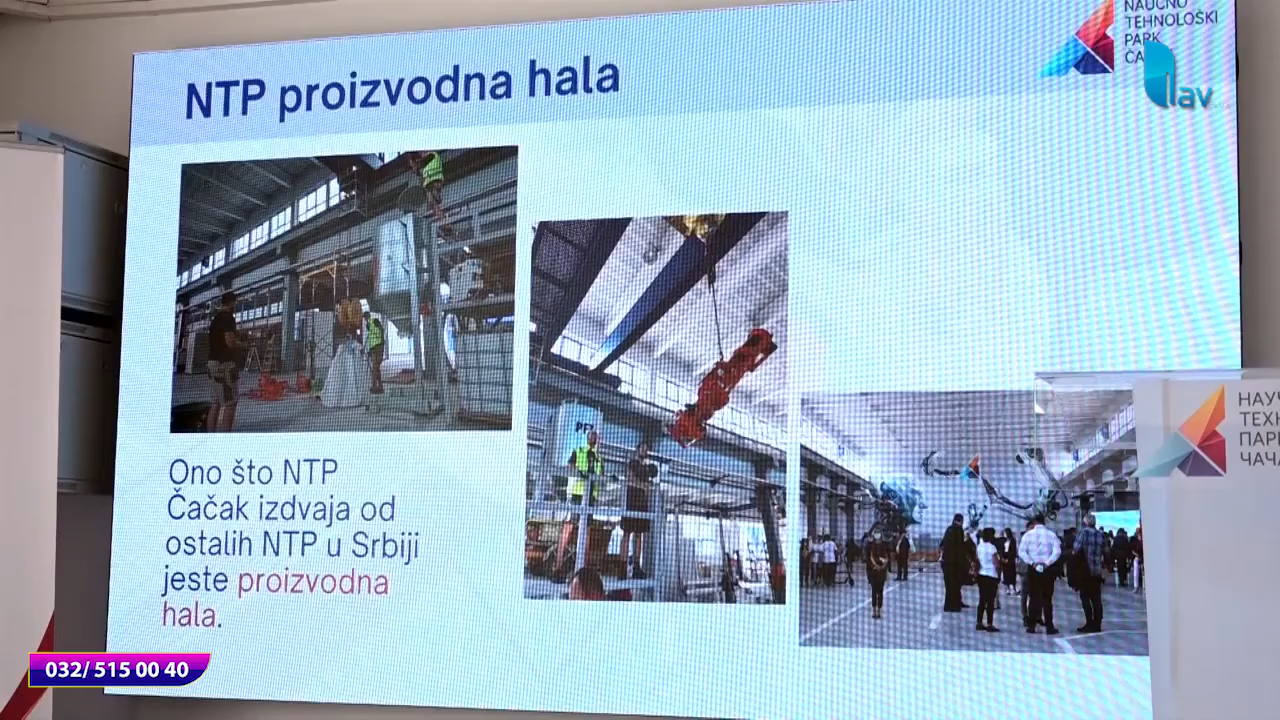 NTP proizvodna hala
NAUČNO
TEHNOLOŠKI
PARK
lav
Ono što NTP
Čačak izdvaja od
ostalih NTP u Srbiji
jeste proizvodna
hala.
032/ 515 00 40